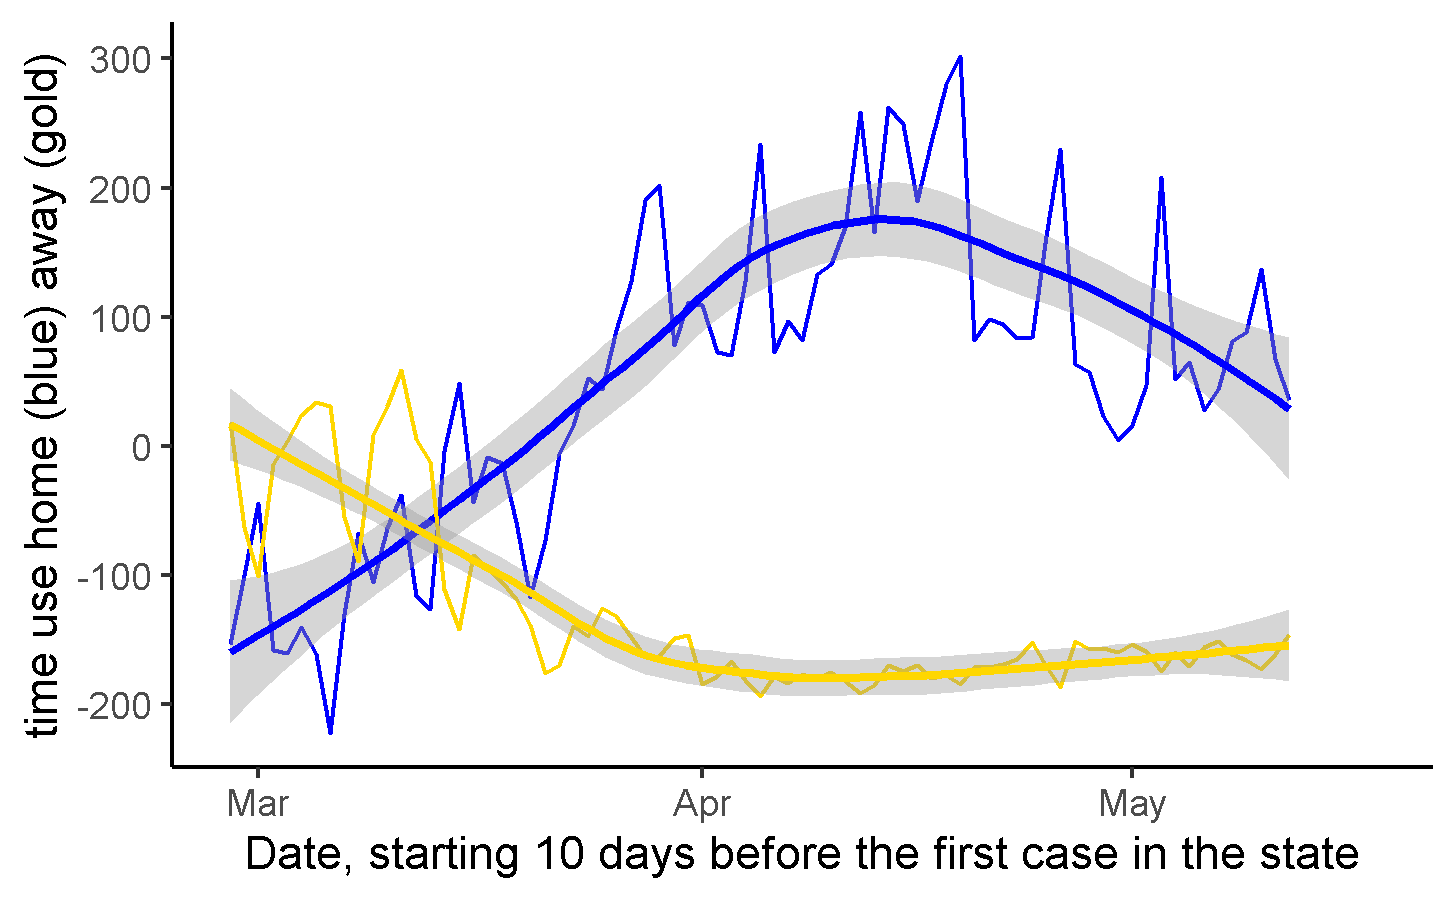 time use home (blue) away (gold)
300
200
100
0
-100
-200
Mar Apr May
Date, starting 10 days before the first case in the state